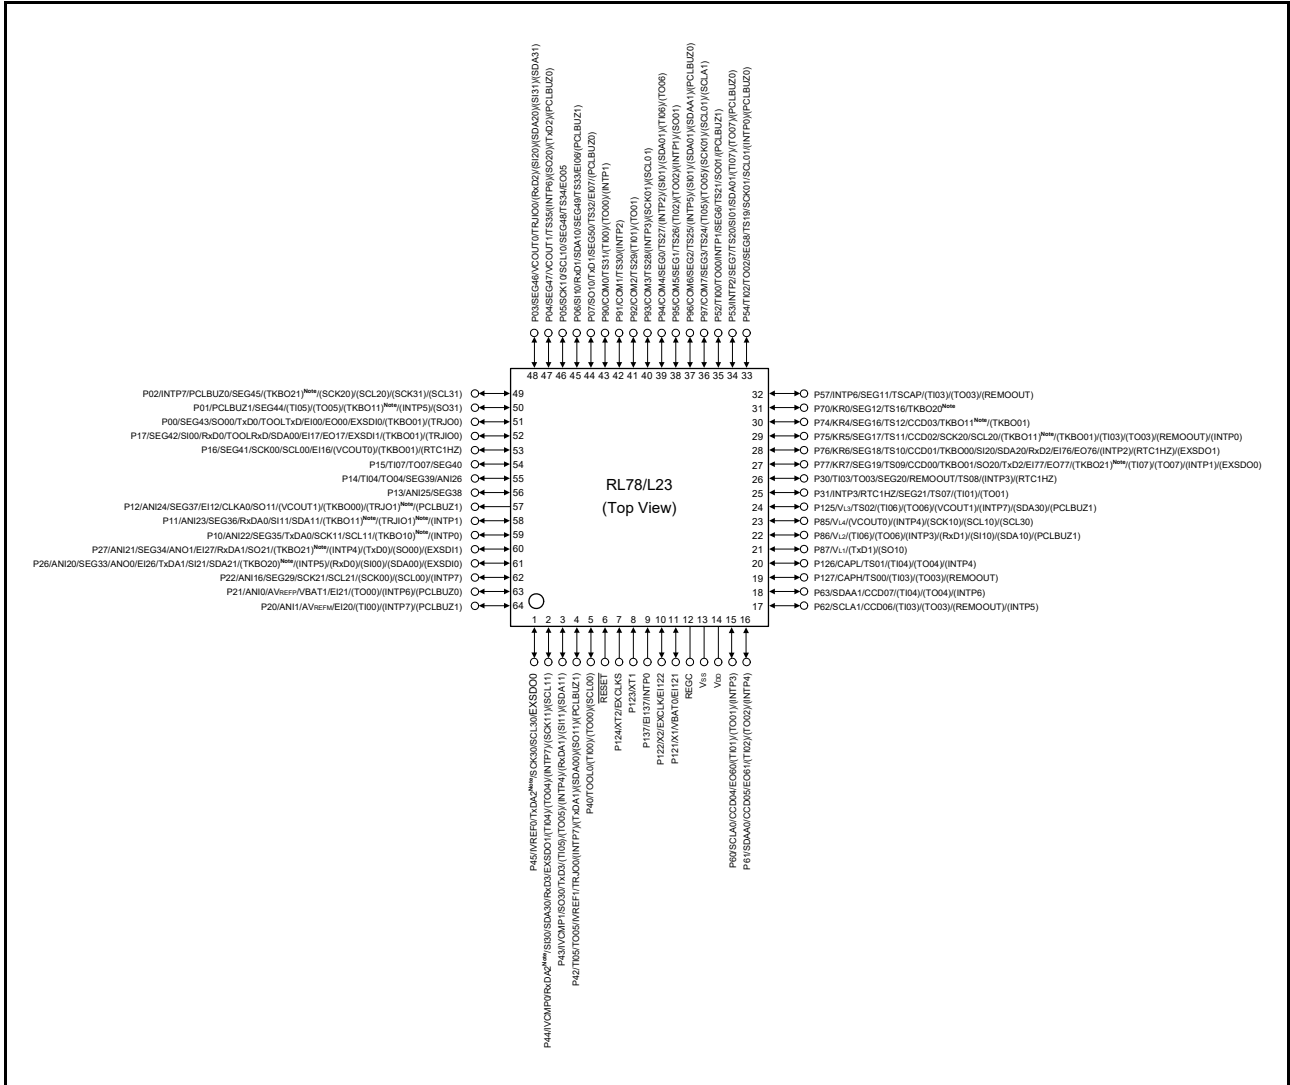 P03/SEG46/VCOUT0/TRJIO0/(RxD2)/(SI20)/(SDA20)/(SI31)/(SDA31)
P04/SEG47/VCOUT1/TS35/(INTP6)/(SO20)/(TxD2)/(PCLBUZ0)
P05/SCK10/SCL10/SEG48/TS34/EO05
P06/SI10/RxD1/SDA10/SEG49/TS33/EI06/(PCLBUZ1)
P07/SO10/TxD1/SEG50/TS32/EI07/(PCLBUZ0)
P90/COM0/TS31/(TI00)/(TO00)/(INTP1)
P91/COM1/TS30/(INTP2)
P92/COM2/TS29/(TI01)/(TO01)
P93/COM3/TS28/(INTP3)/(SCK01)/(SCL01)
P94/COM4/SEG0/TS27/(INTP2)/(SI01)/(SDA01)/(TI06)/(TO06)
P95/COM5/SEG1/TS26/(TI02)/(TO02)/(INTP1)/(SO01)
P96/COM6/SEG2/TS25/(INTP5)/(SI01)/(SDA01)/(SDAA1)/(PCLBUZ0)
P97/COM7/SEG3/TS24/(TI05)/(TO05)/(SCK01)/(SCL01)/(SCLA1)
P52/TI00/TO00/INTP1/SEG6/TS21/SO01/(PCLBUZ1)
P53/INTP2/SEG7/TS20/SI01/SDA01/(TI07)/(TO07)/(PCLBUZ0)
P54/TI02/TO02/SEG8/TS19/SCK01/SCL01/(INTP0)/(PCLBUZ0)
48 47 46 45 44 43 42 41 40 39 38 37 36 35 34 33
P02/INTP7/PCLBUZ0/SEG45/(TKBO21)Note/(SCK20)/(SCL20)/(SCK31)/(SCL31) 49
P01/PCLBUZ1/SEG44/(TI05)/(TO05)/(TKBO11)Note/(INTP5)/(SO31) 50
P00/SEG43/SO00/TxD0/TOOLTxD/EI00/EO00/EXSDI0/(TKBO01)/(TRJO0) 51
P17/SEG42/SI00/RxD0/TOOLRxD/SDA00/EI17/EO17/EXSDI1/(TKBO01)/(TRJIO0) 52
P16/SEG41/SCK00/SCL00/EI16/(VCOUT0)/(TKBO01)/(RTC1HZ) 53
P15/TI07/TO07/SEG40 54
P14/TI04/TO04/SEG39/ANI26 55
P13/ANI25/SEG38 56
P12/ANI24/SEG37/EI12/CLKA0/SO11/(VCOUT1)/(TKBO00)/(TRJO1)Note/(PCLBUZ1) 57
P11/ANI23/SEG36/RxDA0/SI11/SDA11/(TKBO11)Note/(TRJIO1)Note/(INTP1) 58
P10/ANI22/SEG35/TxDA0/SCK11/SCL11/(TKBO10)Note/(INTP0) 59
P27/ANI21/SEG34/ANO1/EI27/RxDA1/SO21/(TKBO21)Note/(INTP4)/(TxD0)/(SO00)/(EXSDI1) 60
P26/ANI20/SEG33/ANO0/EI26/TxDA1/SI21/SDA21/(TKBO20)Note/(INTP5)/(RxD0)/(SI00)/(SDA00)/(EXSDI0) 61
P22/ANI16/SEG29/SCK21/SCL21/(SCK00)/(SCL00)/(INTP7) 62
P21/ANI0/AVREFP/VBAT1/EI21/(TO00)/(INTP6)/(PCLBUZ0) 63
P20/ANI1/AVREFM/EI20/(TI00)/(INTP7)/(PCLBUZ1) 64
RL78/L23
(Top View)
32 P57/INTP6/SEG11/TSCAP/(TI03)/(TO03)/(REMOOUT)
31 P70/KR0/SEG12/TS16/TKBO20Note
30 P74/KR4/SEG16/TS12/CCD03/TKBO11Note/(TKBO01)
29 P75/KR5/SEG17/TS11/CCD02/SCK20/SCL20/(TKBO11)Note/(TKBO01)/(TI03)/(TO03)/(REMOOUT)/(INTP0)
28 P76/KR6/SEG18/TS10/CCD01/TKBO00/SI20/SDA20/RxD2/EI76/EO76/(INTP2)/(RTC1HZ)/(EXSDO1)
27 P77/KR7/SEG19/TS09/CCD00/TKBO01/SO20/TxD2/EI77/EO77/(TKBO21)Note/(TI07)/(TO07)/(INTP1)/(EXSDO0)
26 P30/TI03/TO03/SEG20/REMOOUT/TS08/(INTP3)/(RTC1HZ)
25 P31/INTP3/RTC1HZ/SEG21/TS07/(TI01)/(TO01)
24 P125/VL3/TS02/(TI06)/(TO06)/(VCOUT1)/(INTP7)/(SDA30)/(PCLBUZ1)
23 P85/VL4/(VCOUT0)/(INTP4)/(SCK10)/(SCL10)/(SCL30)
22 P86/VL2/(TI06)/(TO06)/(INTP3)/(RxD1)/(SI10)/(SDA10)/(PCLBUZ1)
21 P87/VL1/(TxD1)/(SO10)
20 P126/CAPL/TS01/(TI04)/(TO04)/(INTP4)
19 P127/CAPH/TS00/(TI03)/(TO03)/(REMOOUT)
18 P63/SDAA1/CCD07/(TI04)/(TO04)/(INTP6)
17 P62/SCLA1/CCD06/(TI03)/(TO03)/(REMOOUT)/(INTP5)
1 2 3 4 5 6 7 8 9 10 11 12 13 14 15 16
P45/IVREF0/TxDA2Note/SCK30/SCL30/EXSDO0
P44/IVCMP0/RxDA2Note/SI30/SDA30/RxD3/EXSDO1/(TI04)/(TO04)/(INTP7)/(SCK11)/(SCL11)
P43/IVCMP1/SO30/TxD3/(TI05)/(TO05)/(INTP4)/(RxDA1)/(SI11)/(SDA11)
P42/TI05/TO05/IVREF1/TRJO0/(INTP7)/(TxDA1)/(SDA00)/(SO11)/(PCLBUZ1)
P40/TOOL0/(TI00)/(TO00)/(SCL00)
RESET
P124/XT2/EXCLKS
P123/XT1
P137/EI137/INTP0
P122/X2/EXCLK/EI122
P121/X1/VBAT0/EI121
REGC
VSS
VDD
P60/SCLA0/CCD04/EO60/(TI01)/(TO01)/(INTP3)
P61/SDAA0/CCD05/EO61/(TI02)/(TO02)/(INTP4)